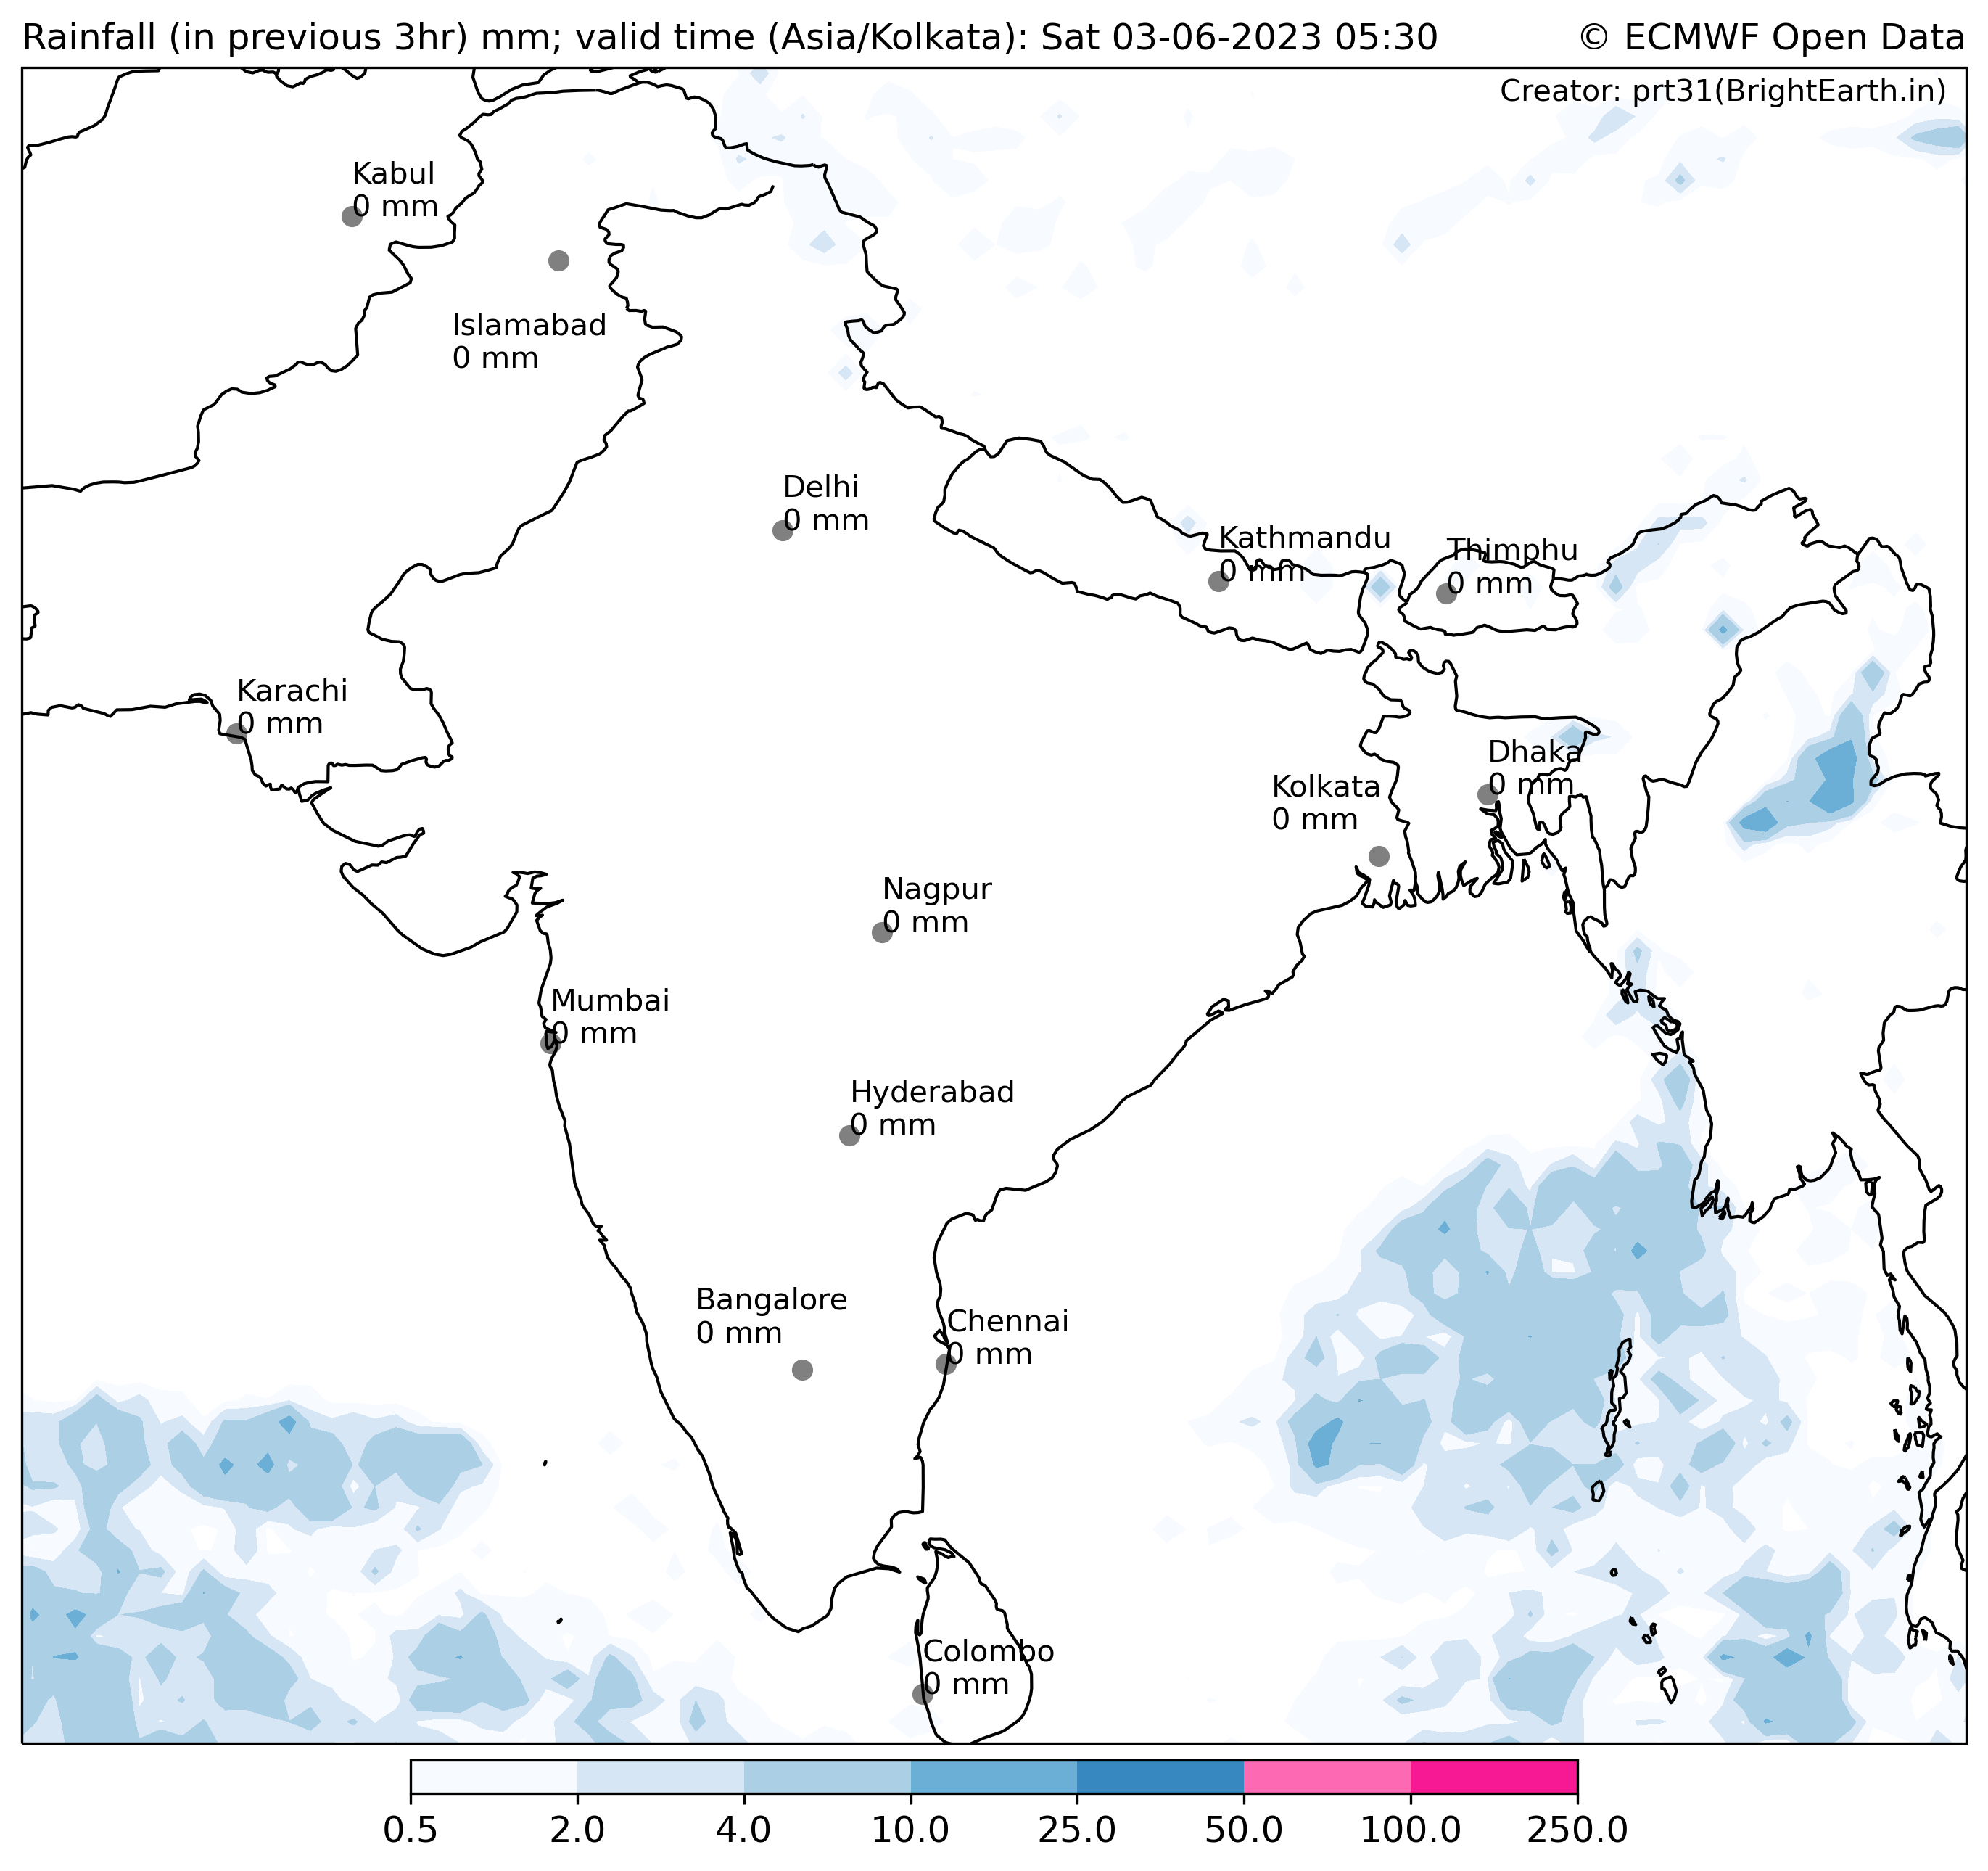 Rainfall (in previous 3hr) mm; valid time (Asia/Kolkata): Sat 03-06-2023 05:30
© ECMWF Open Data
Creator: prt31(BrightEarth.in)
Kabul
0 mm
Islamabad
0 mm
Delhi
0 mm
Kathmandu
0 mm
Thimphu
0 mm
Karachi
0 mm
Dhaka
0 mm
Kolkata
0 mm
Nagpur
0 mm
Mumbai
0 mm
Hyderabad
0 mm
Bangalore
0 mm
Chennai
0 mm
Colombo
0 mm
0.5 2.0 4.0 10.0 25.0 50.0 100.0 250.0